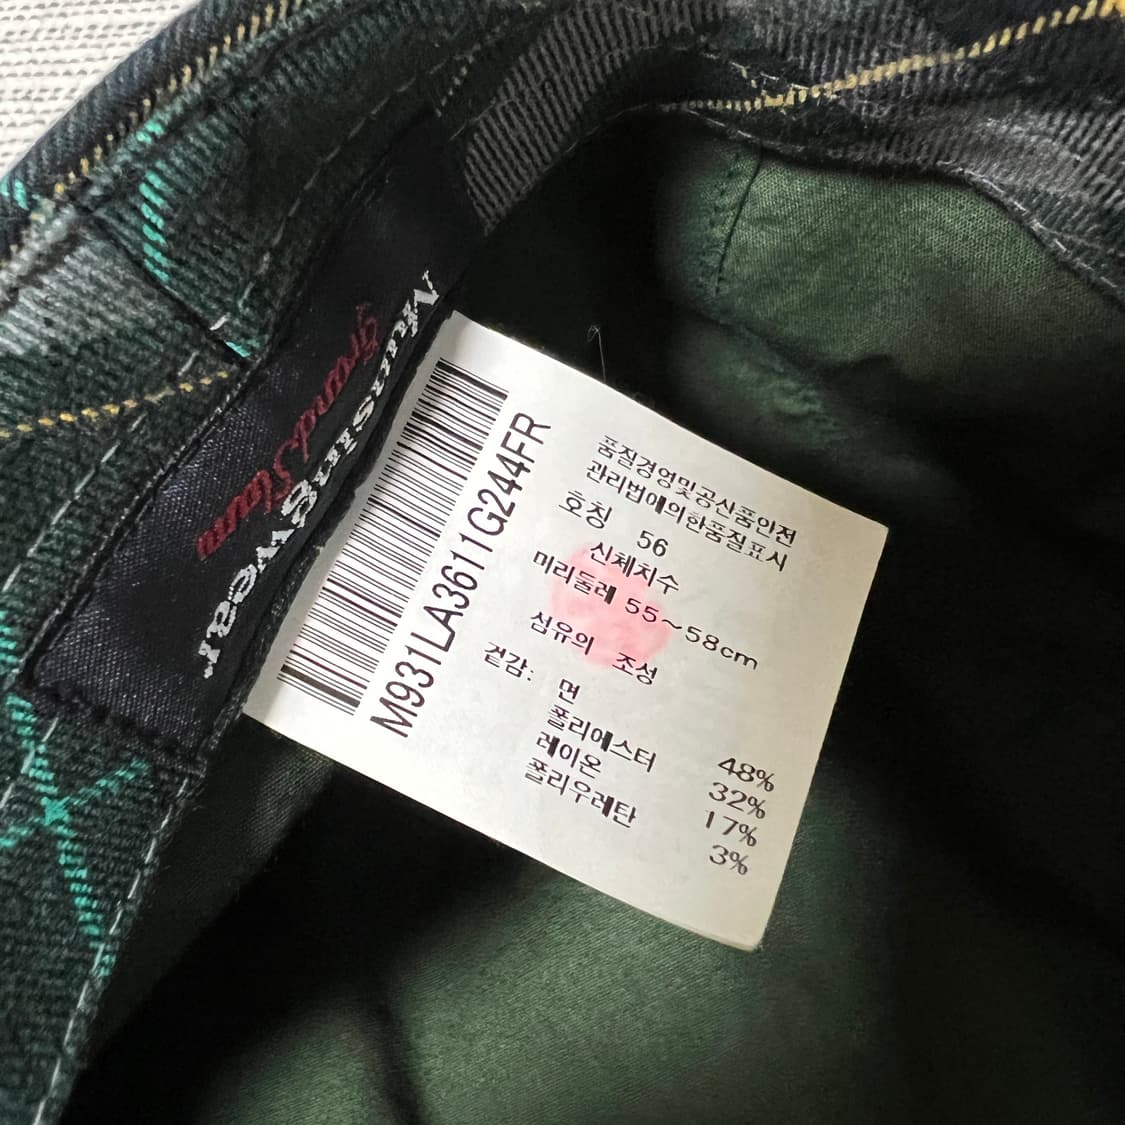 Munsingwear
Grand Slam
M931LA3611G244FR
품질경영및공산품안전
관리법에의한품질표시
호칭 56
신체치수
머리둘레 55~58cm
섬유의 조성
겉감: 면 48%
폴리에스터 32%
레이온 17%
폴리우레탄 3%